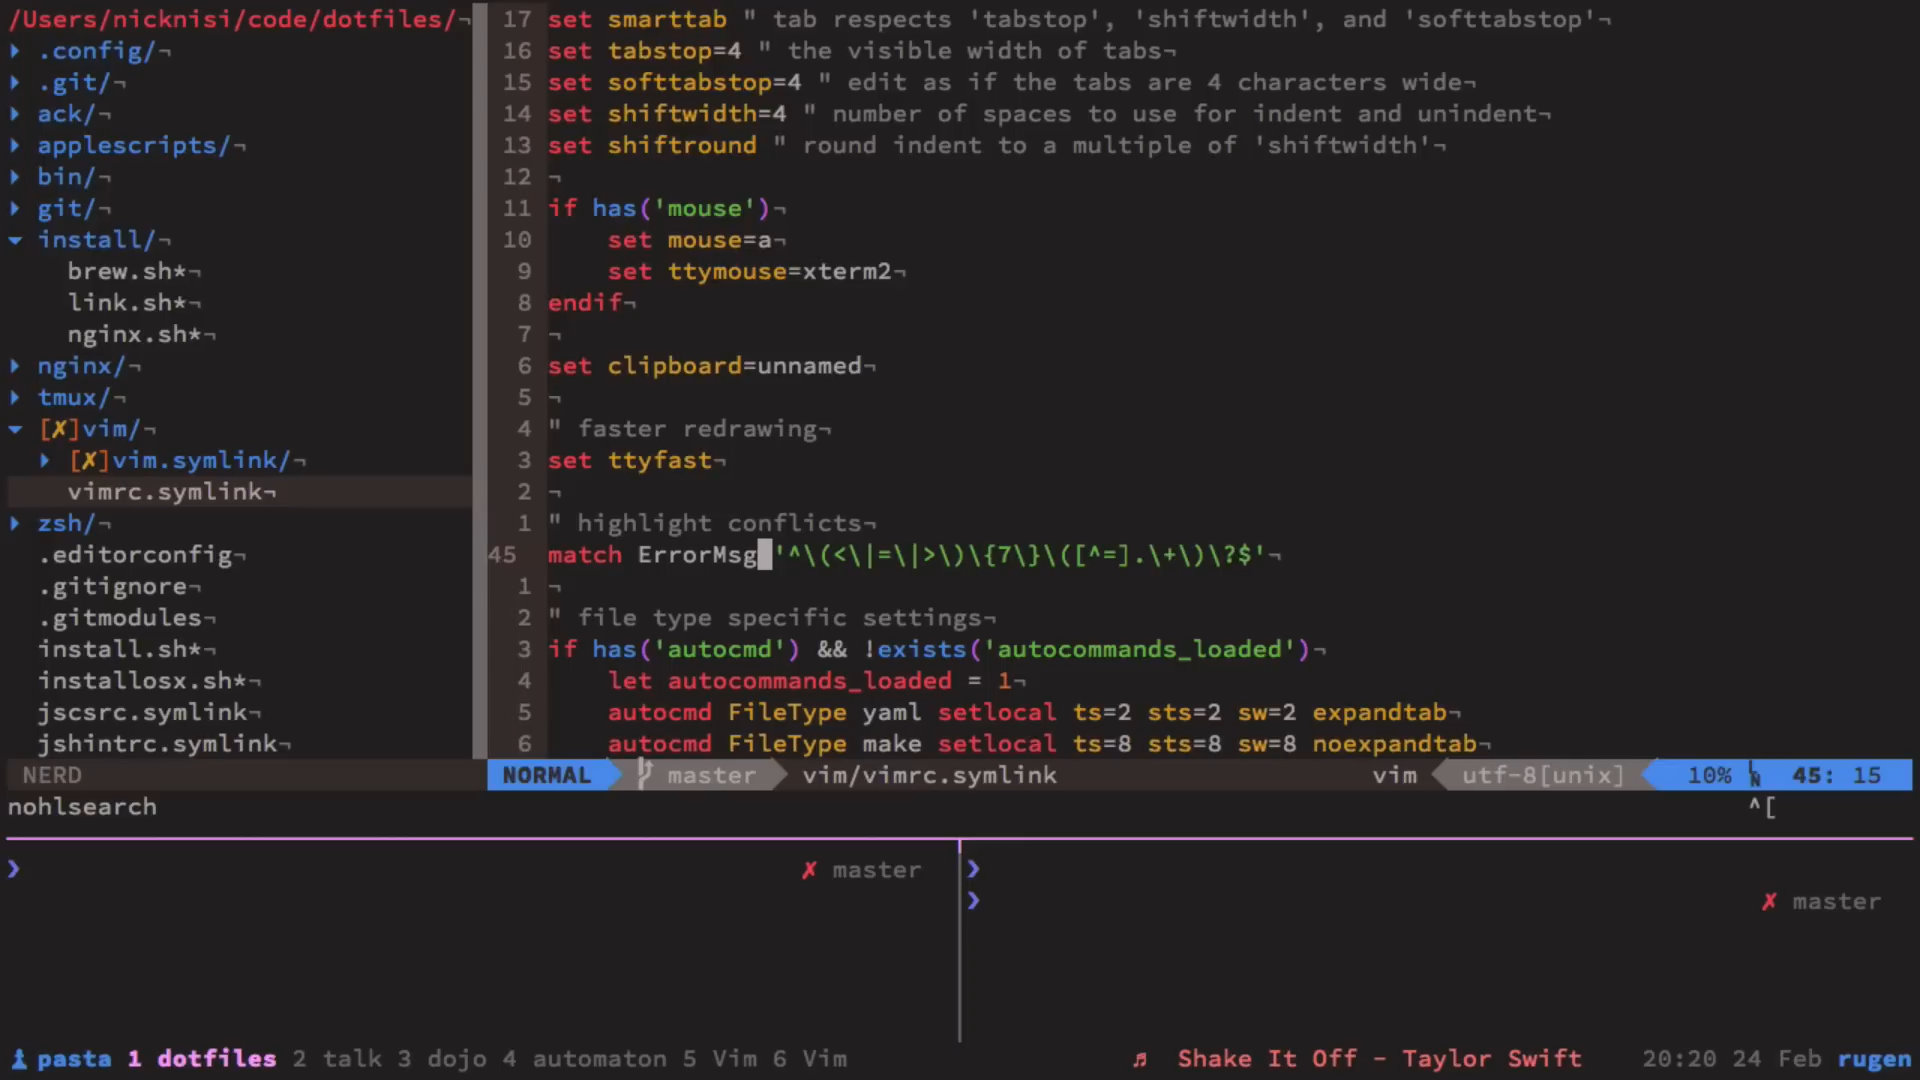 /Users/nicknisi/code/dotfiles/¬
▸ .config/¬
▸ .git/¬
▸ ack/¬
▸ applescripts/¬
▸ bin/¬
▸ git/¬
▾ install/¬
brew.sh*¬
link.sh*¬
nginx.sh*¬
▸ nginx/¬
▸ tmux/¬
▾ [✗]vim/¬
▸ [✗]vim.symlink/¬
vimrc.symlink¬
▸ zsh/¬
.editorconfig¬
.gitignore¬
.gitmodules¬
install.sh*¬
installosx.sh*¬
jscsrc.symlink¬
jshintrc.symlink¬
NERD
17 set smarttab " tab respects 'tabstop', 'shiftwidth', and 'softtabstop'¬
16 set tabstop=4 " the visible width of tabs¬
15 set softtabstop=4 " edit as if the tabs are 4 characters wide¬
14 set shiftwidth=4 " number of spaces to use for indent and unindent¬
13 set shiftround " round indent to a multiple of 'shiftwidth'¬
12 ¬
11 if has('mouse')¬
10     set mouse=a¬
9     set ttymouse=xterm2¬
8 endif¬
7 ¬
6 set clipboard=unnamed¬
5 ¬
4 " faster redrawing¬
3 set ttyfast¬
2 ¬
1 " highlight conflicts¬
45 match ErrorMsg '^\(<\|=\|>\)\{7\}\([^=].\+\)\?$'¬
1 ¬
2 " file type specific settings¬
3 if has('autocmd') && !exists('autocommands_loaded')¬
4     let autocommands_loaded = 1¬
5     autocmd FileType yaml setlocal ts=2 sts=2 sw=2 expandtab¬
6     autocmd FileType make setlocal ts=8 sts=8 sw=8 noexpandtab¬
NORMAL master vim/vimrc.symlink vim utf-8[unix] 10% LN 45: 15
nohlsearch ^[
❯ ✗ master
❯
❯ ✗ master
pasta 1 dotfiles 2 talk 3 dojo 4 automaton 5 Vim 6 Vim ♬ Shake It Off - Taylor Swift 20:20 24 Feb rugen